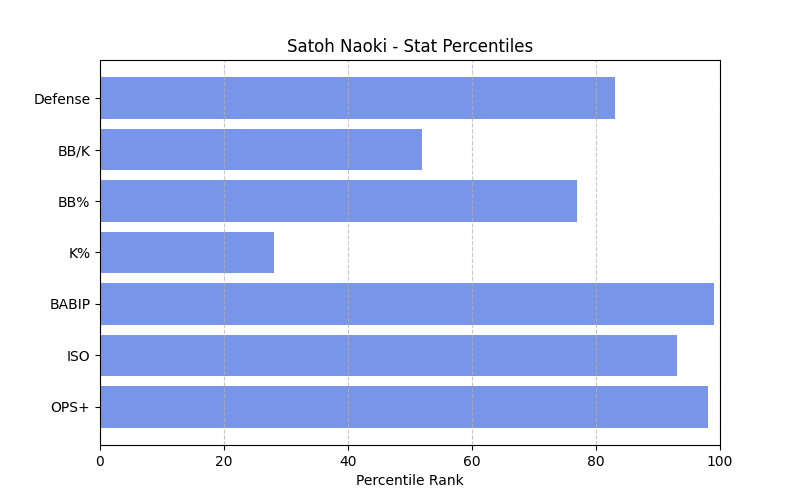 Satoh Naoki - Stat Percentiles
Defense
BB/K
BB%
K%
BABIP
ISO
OPS+
0 20 40 60 80 100
Percentile Rank